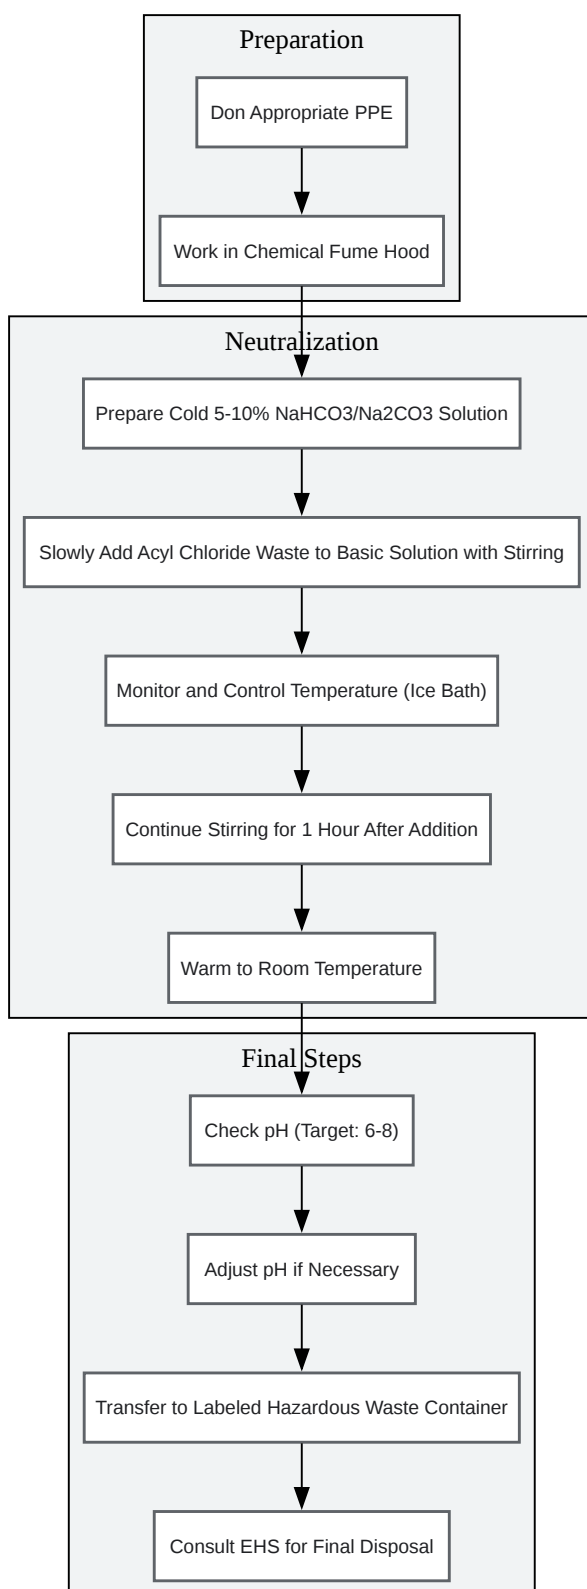 Preparation
Don Appropriate PPE
Work in Chemical Fume Hood
Neutralization
Prepare Cold 5-10% NaHCO3/Na2CO3 Solution
Slowly Add Acyl Chloride Waste to Basic Solution with Stirring
Monitor and Control Temperature (Ice Bath)
Continue Stirring for 1 Hour After Addition
Warm to Room Temperature
Final Steps
Check pH (Target: 6-8)
Adjust pH if Necessary
Transfer to Labeled Hazardous Waste Container
Consult EHS for Final Disposal